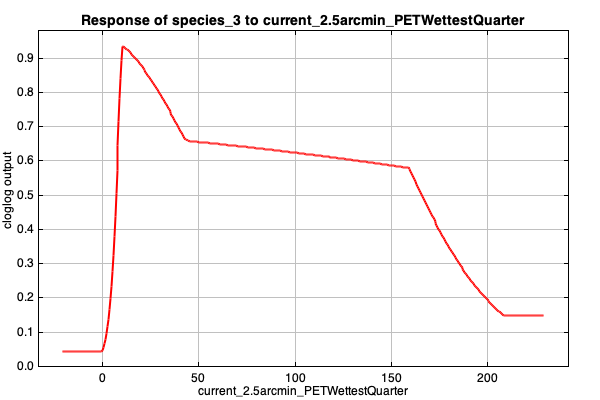 Response of species_3 to current_2.5arcmin_PETWettestQuarter
0.9
0.8
0.7
0.6
0.5
0.4
0.3
0.2
0.1
0.0
cloglog output
0 50 100 150 200
current_2.5arcmin_PETWettestQuarter